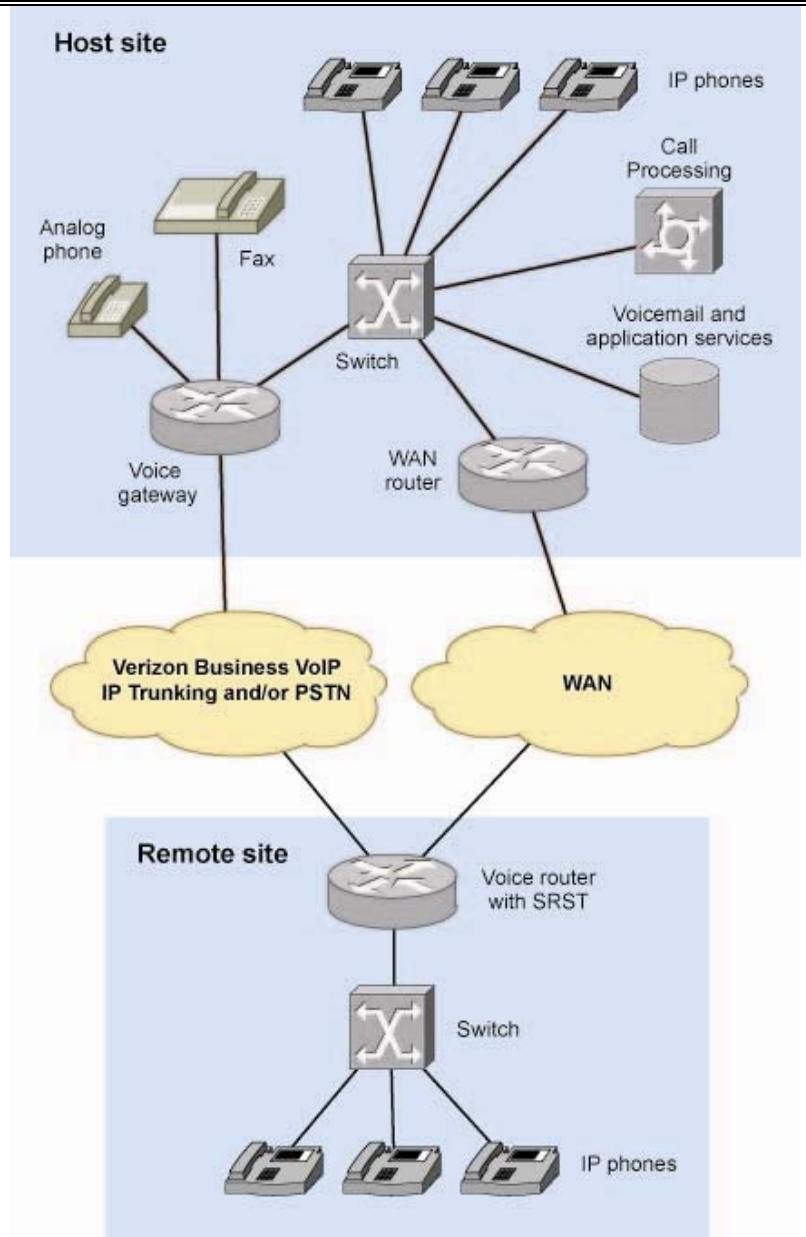 Host site
IP phones
Call
Processing
Analog
phone
Fax
Voicemail and
application services
Switch
Voice
gateway
WAN
router
Verizon Business VoIP
IP Trunking and/or PSTN
WAN
Remote site
Voice router
with SRST
Switch
IP phones